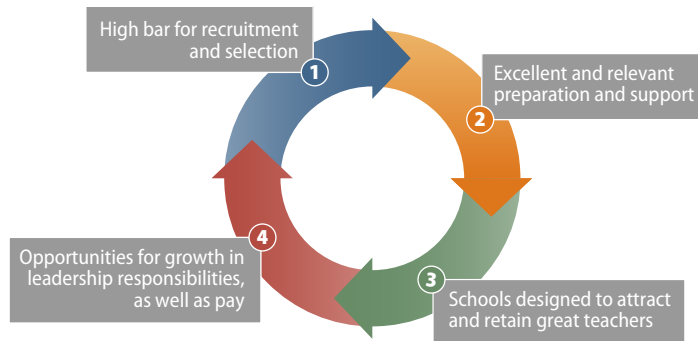 High bar for recruitment
and selection
1
Excellent and relevant
preparation and support
2
3
Schools designed to attract
and retain great teachers
4
Opportunities for growth in
leadership responsibilities,
as well as pay